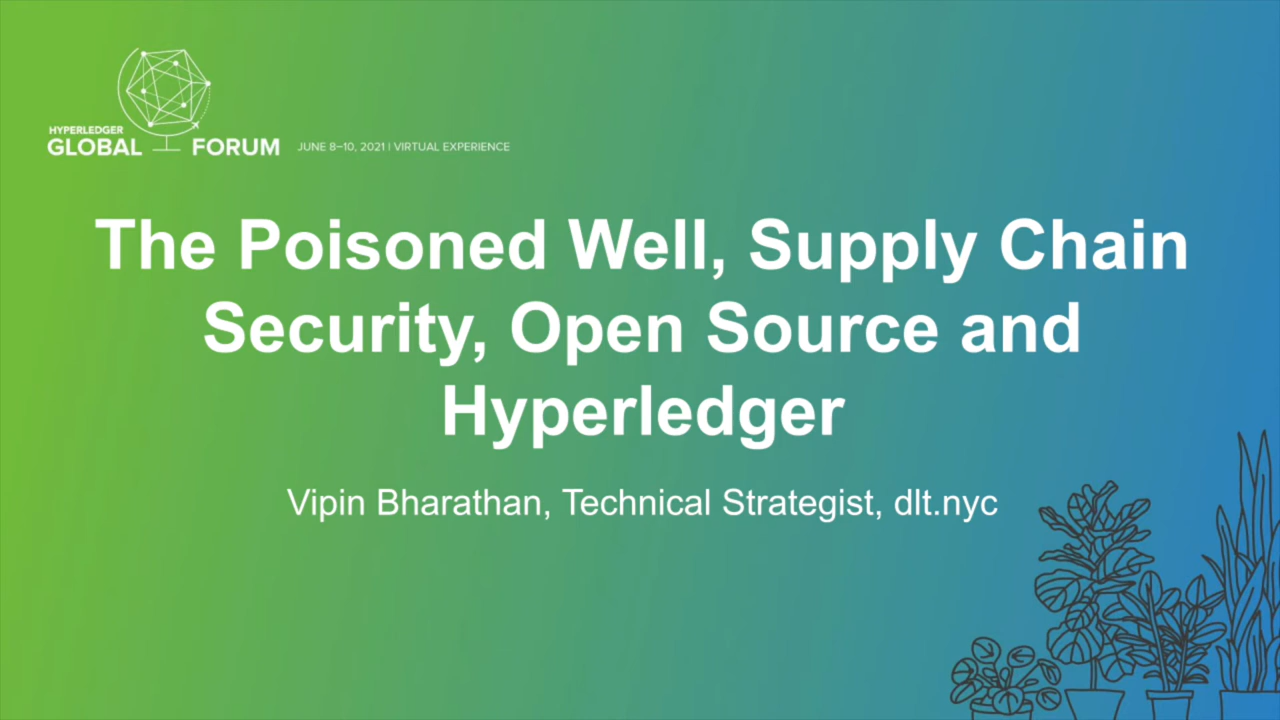 HYPERLEDGER
GLOBAL FORUM JUNE 8–10, 2021 | VIRTUAL EXPERIENCE
The Poisoned Well, Supply Chain
Security, Open Source and
Hyperledger
Vipin Bharathan, Technical Strategist, dlt.nyc